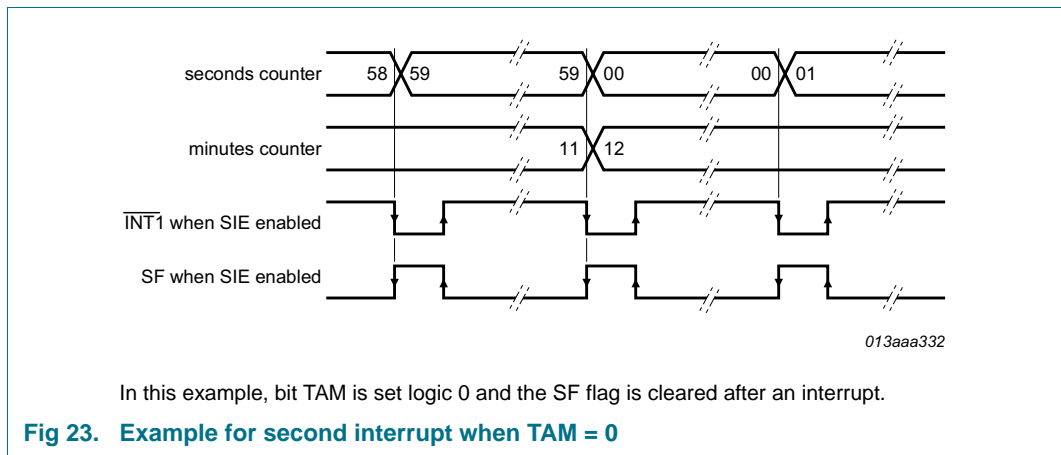 seconds counter 58 59 59 00 00 01
minutes counter 11 12
INT1 when SIE enabled
SF when SIE enabled
013aaa332
In this example, bit TAM is set logic 0 and the SF flag is cleared after an interrupt.
Fig 23. Example for second interrupt when TAM = 0